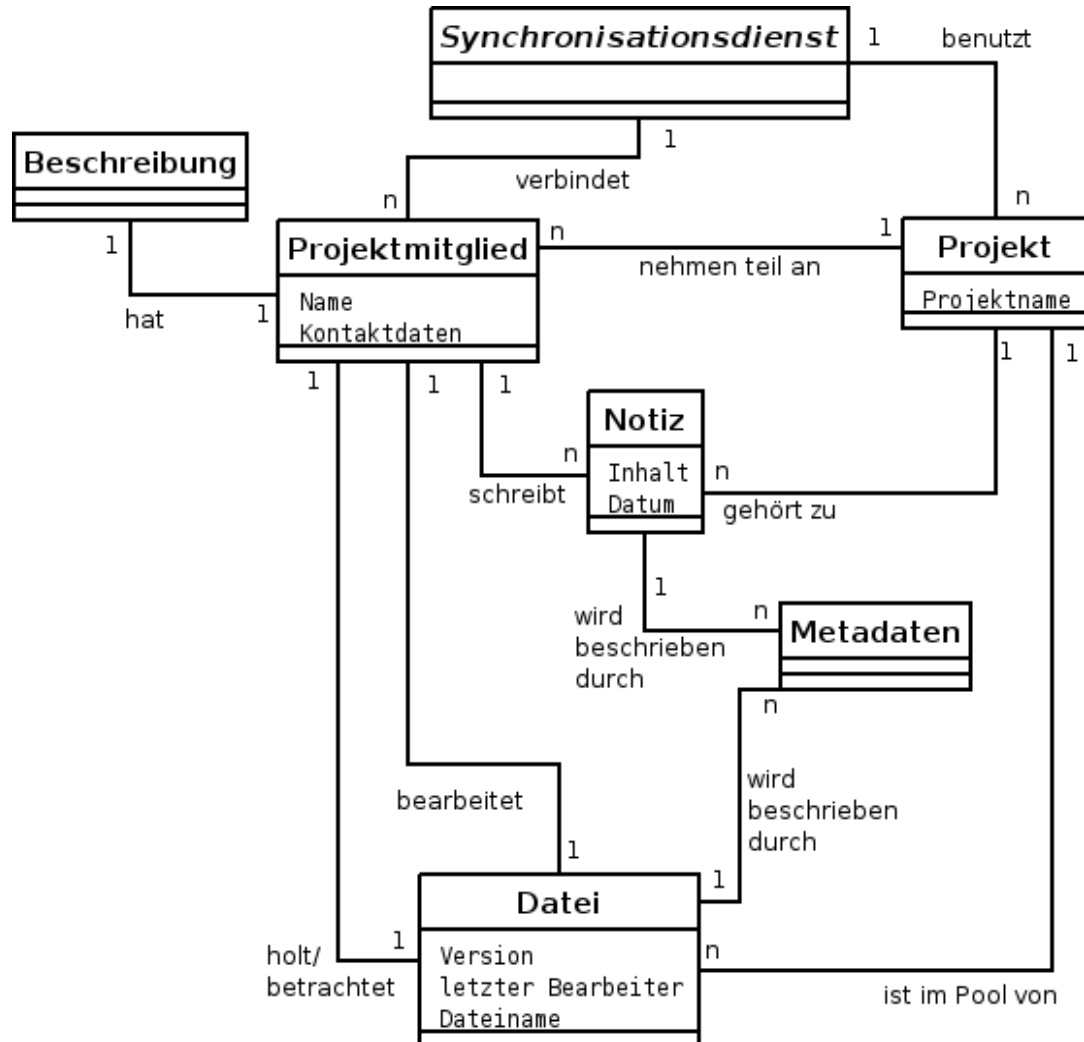 Synchronisationsdienst
1
benutzt
1
verbindet
n
n
Beschreibung
1
hat
1
Projektmitglied
Name
Kontaktdaten
n
nehmen teil an
1
Projekt
Projektname
1
1
1
1
1
Notiz
Inhalt
Datum
n
schreibt
n
gehört zu
1
wird
beschrieben
durch
n
Metadaten
n
wird
beschrieben
durch
bearbeitet
1
1
Datei
Version
letzter Bearbeiter
Dateiname
1
holt/
betrachtet
n
ist im Pool von